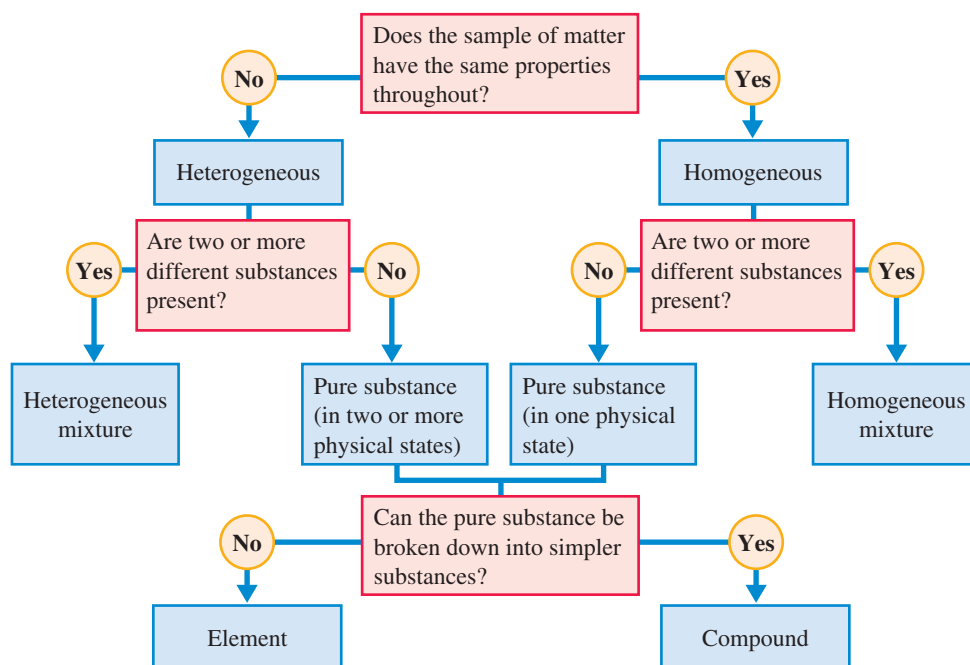 Does the sample of matter
have the same properties
throughout?
No
Yes
Heterogeneous
Homogeneous
Are two or more
different substances
present?
Yes
No
Are two or more
different substances
present?
No
Yes
Heterogeneous
mixture
Pure substance
(in two or more
physical states)
Pure substance
(in one physical
state)
Homogeneous
mixture
Can the pure substance be
broken down into simpler
substances?
No
Yes
Element
Compound